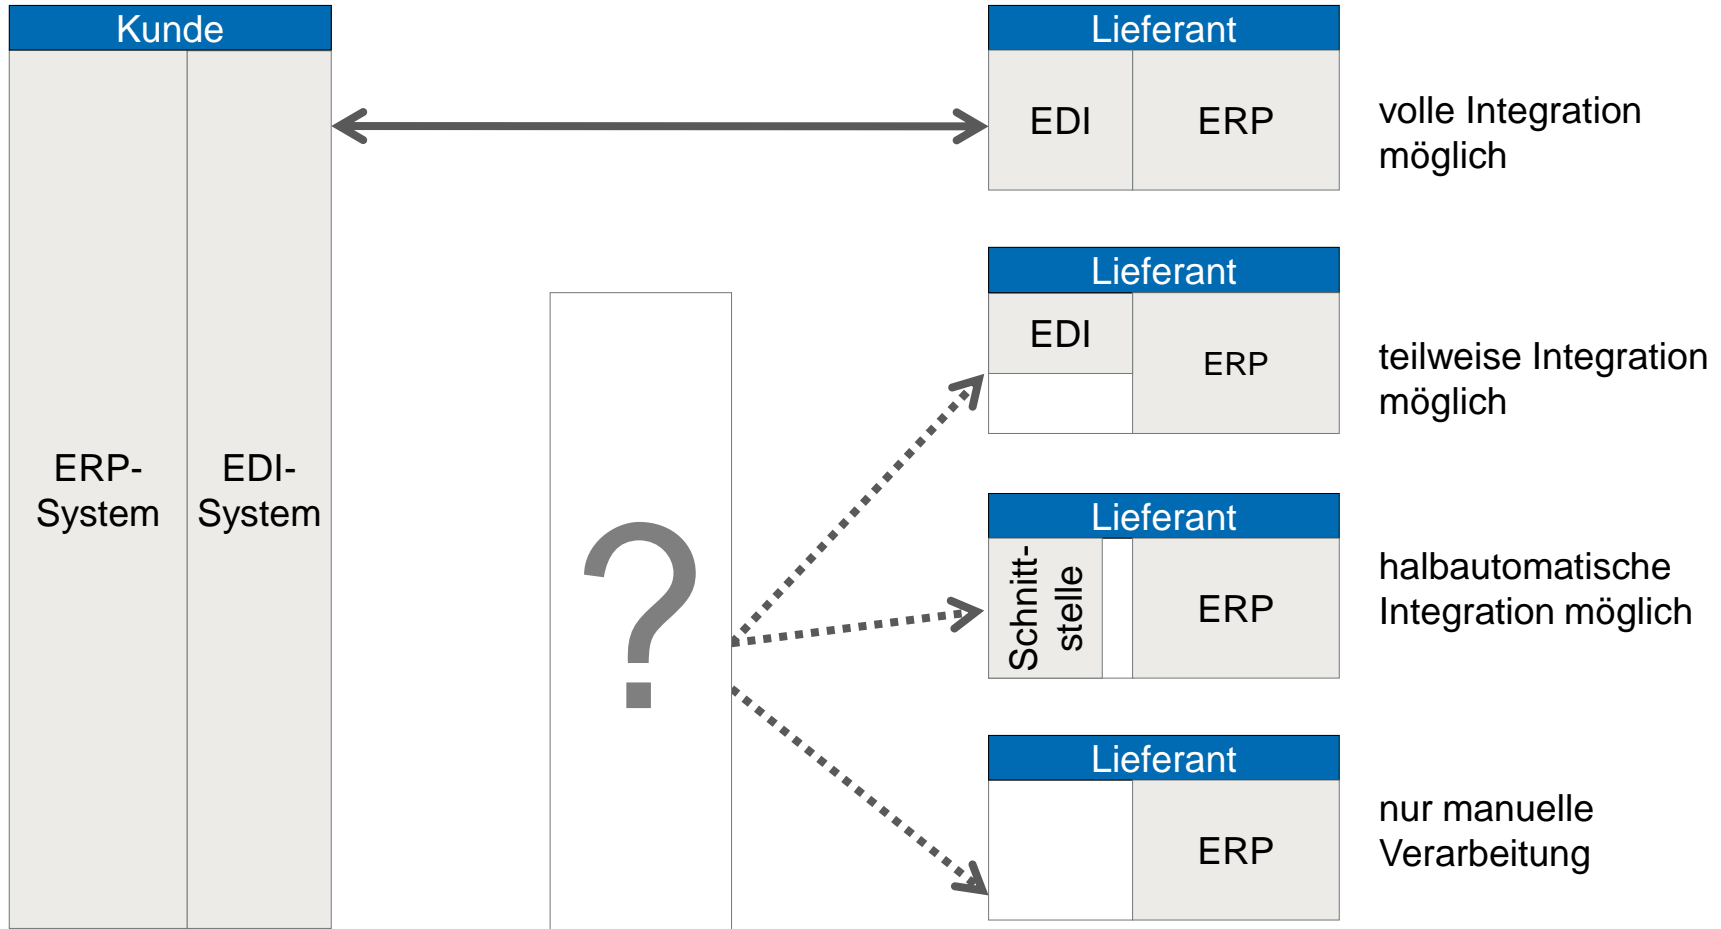 Kunde
ERP-
System
EDI-
System
?
Lieferant
EDI
ERP
volle Integration
möglich
Lieferant
EDI
ERP
teilweise Integration
möglich
Lieferant
Schnitt-
stelle
ERP
halbautomatische
Integration möglich
Lieferant
ERP
nur manuelle
Verarbeitung